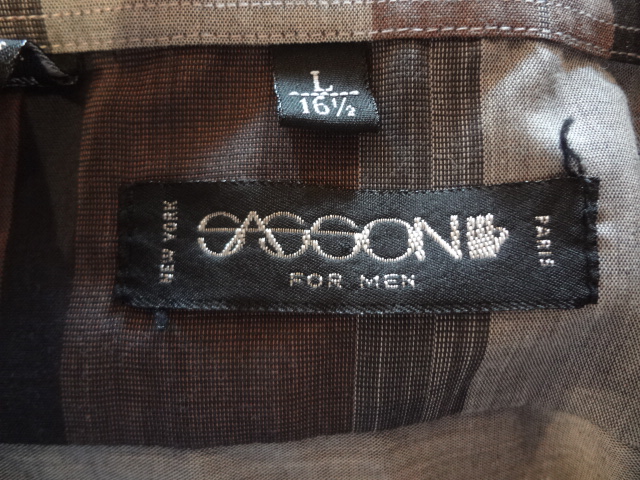 L
16½
NEW YORK
SASSON
FOR MEN
PARIS